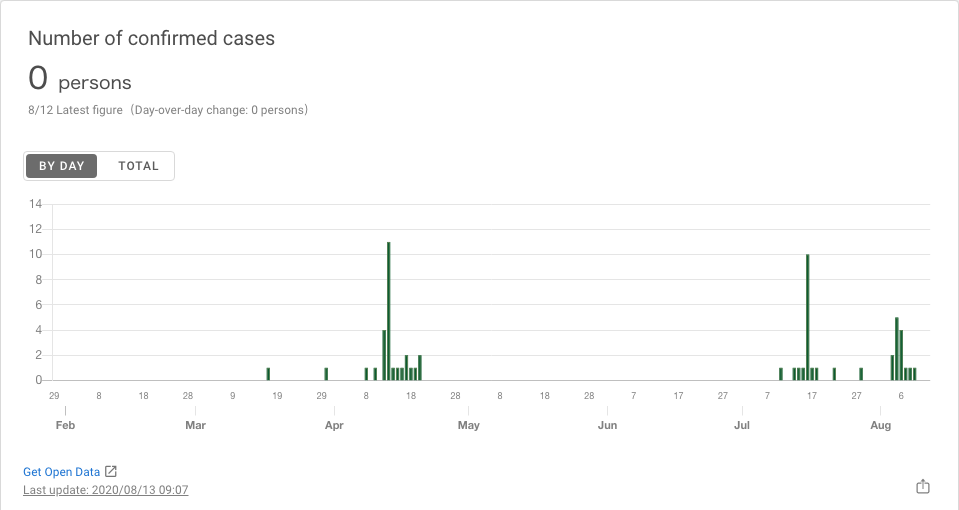 Number of confirmed cases
0 persons
8/12 Latest figure（Day-over-day change: 0 persons）
BY DAY TOTAL
14
12
10
8
6
4
2
0
29 8 18 28 9 19 29 8 18 28 8 18 28 7 17 27 7 17 27 6
Feb Mar Apr May Jun Jul Aug
Get Open Data
Last update: 2020/08/13 09:07